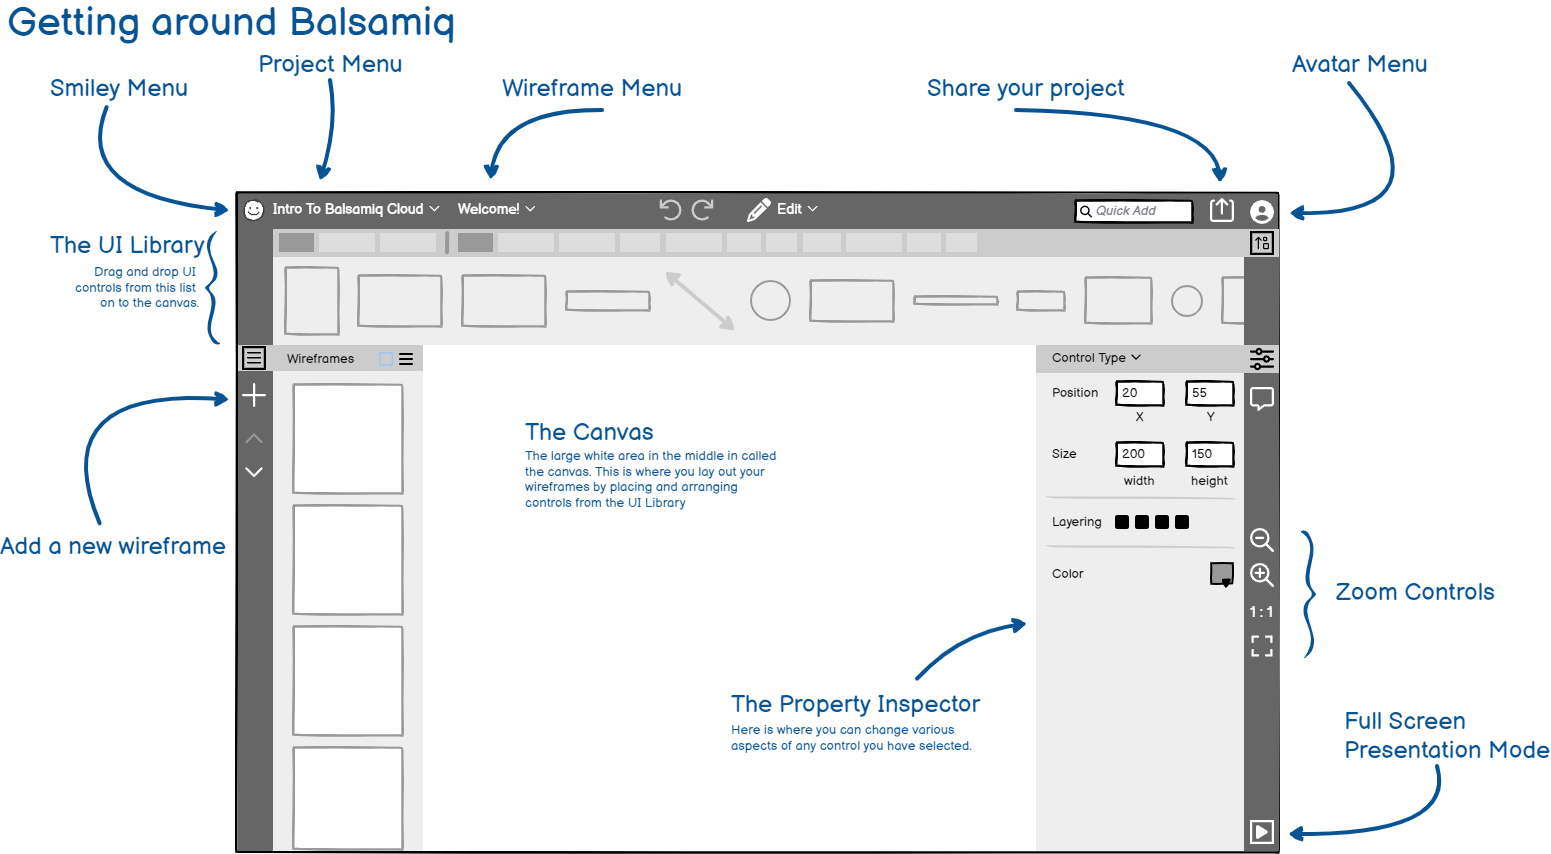 Getting around Balsamiq
Project Menu
Avatar Menu
Smiley Menu
Wireframe Menu
Share your project
Intro To Balsamiq Cloud
Welcome!
Edit
Quick Add
The UI Library
Drag and drop UI
controls from this list
on to the canvas.
Wireframes
Control Type
Position
20
55
X
Y
The Canvas
The large white area in the middle in called
the canvas. This is where you lay out your
wireframes by placing and arranging
controls from the UI Library
Size
200
150
width
height
Layering
Add a new wireframe
Color
Zoom Controls
1:1
The Property Inspector
Here is where you can change various
aspects of any control you have selected.
Full Screen
Presentation Mode